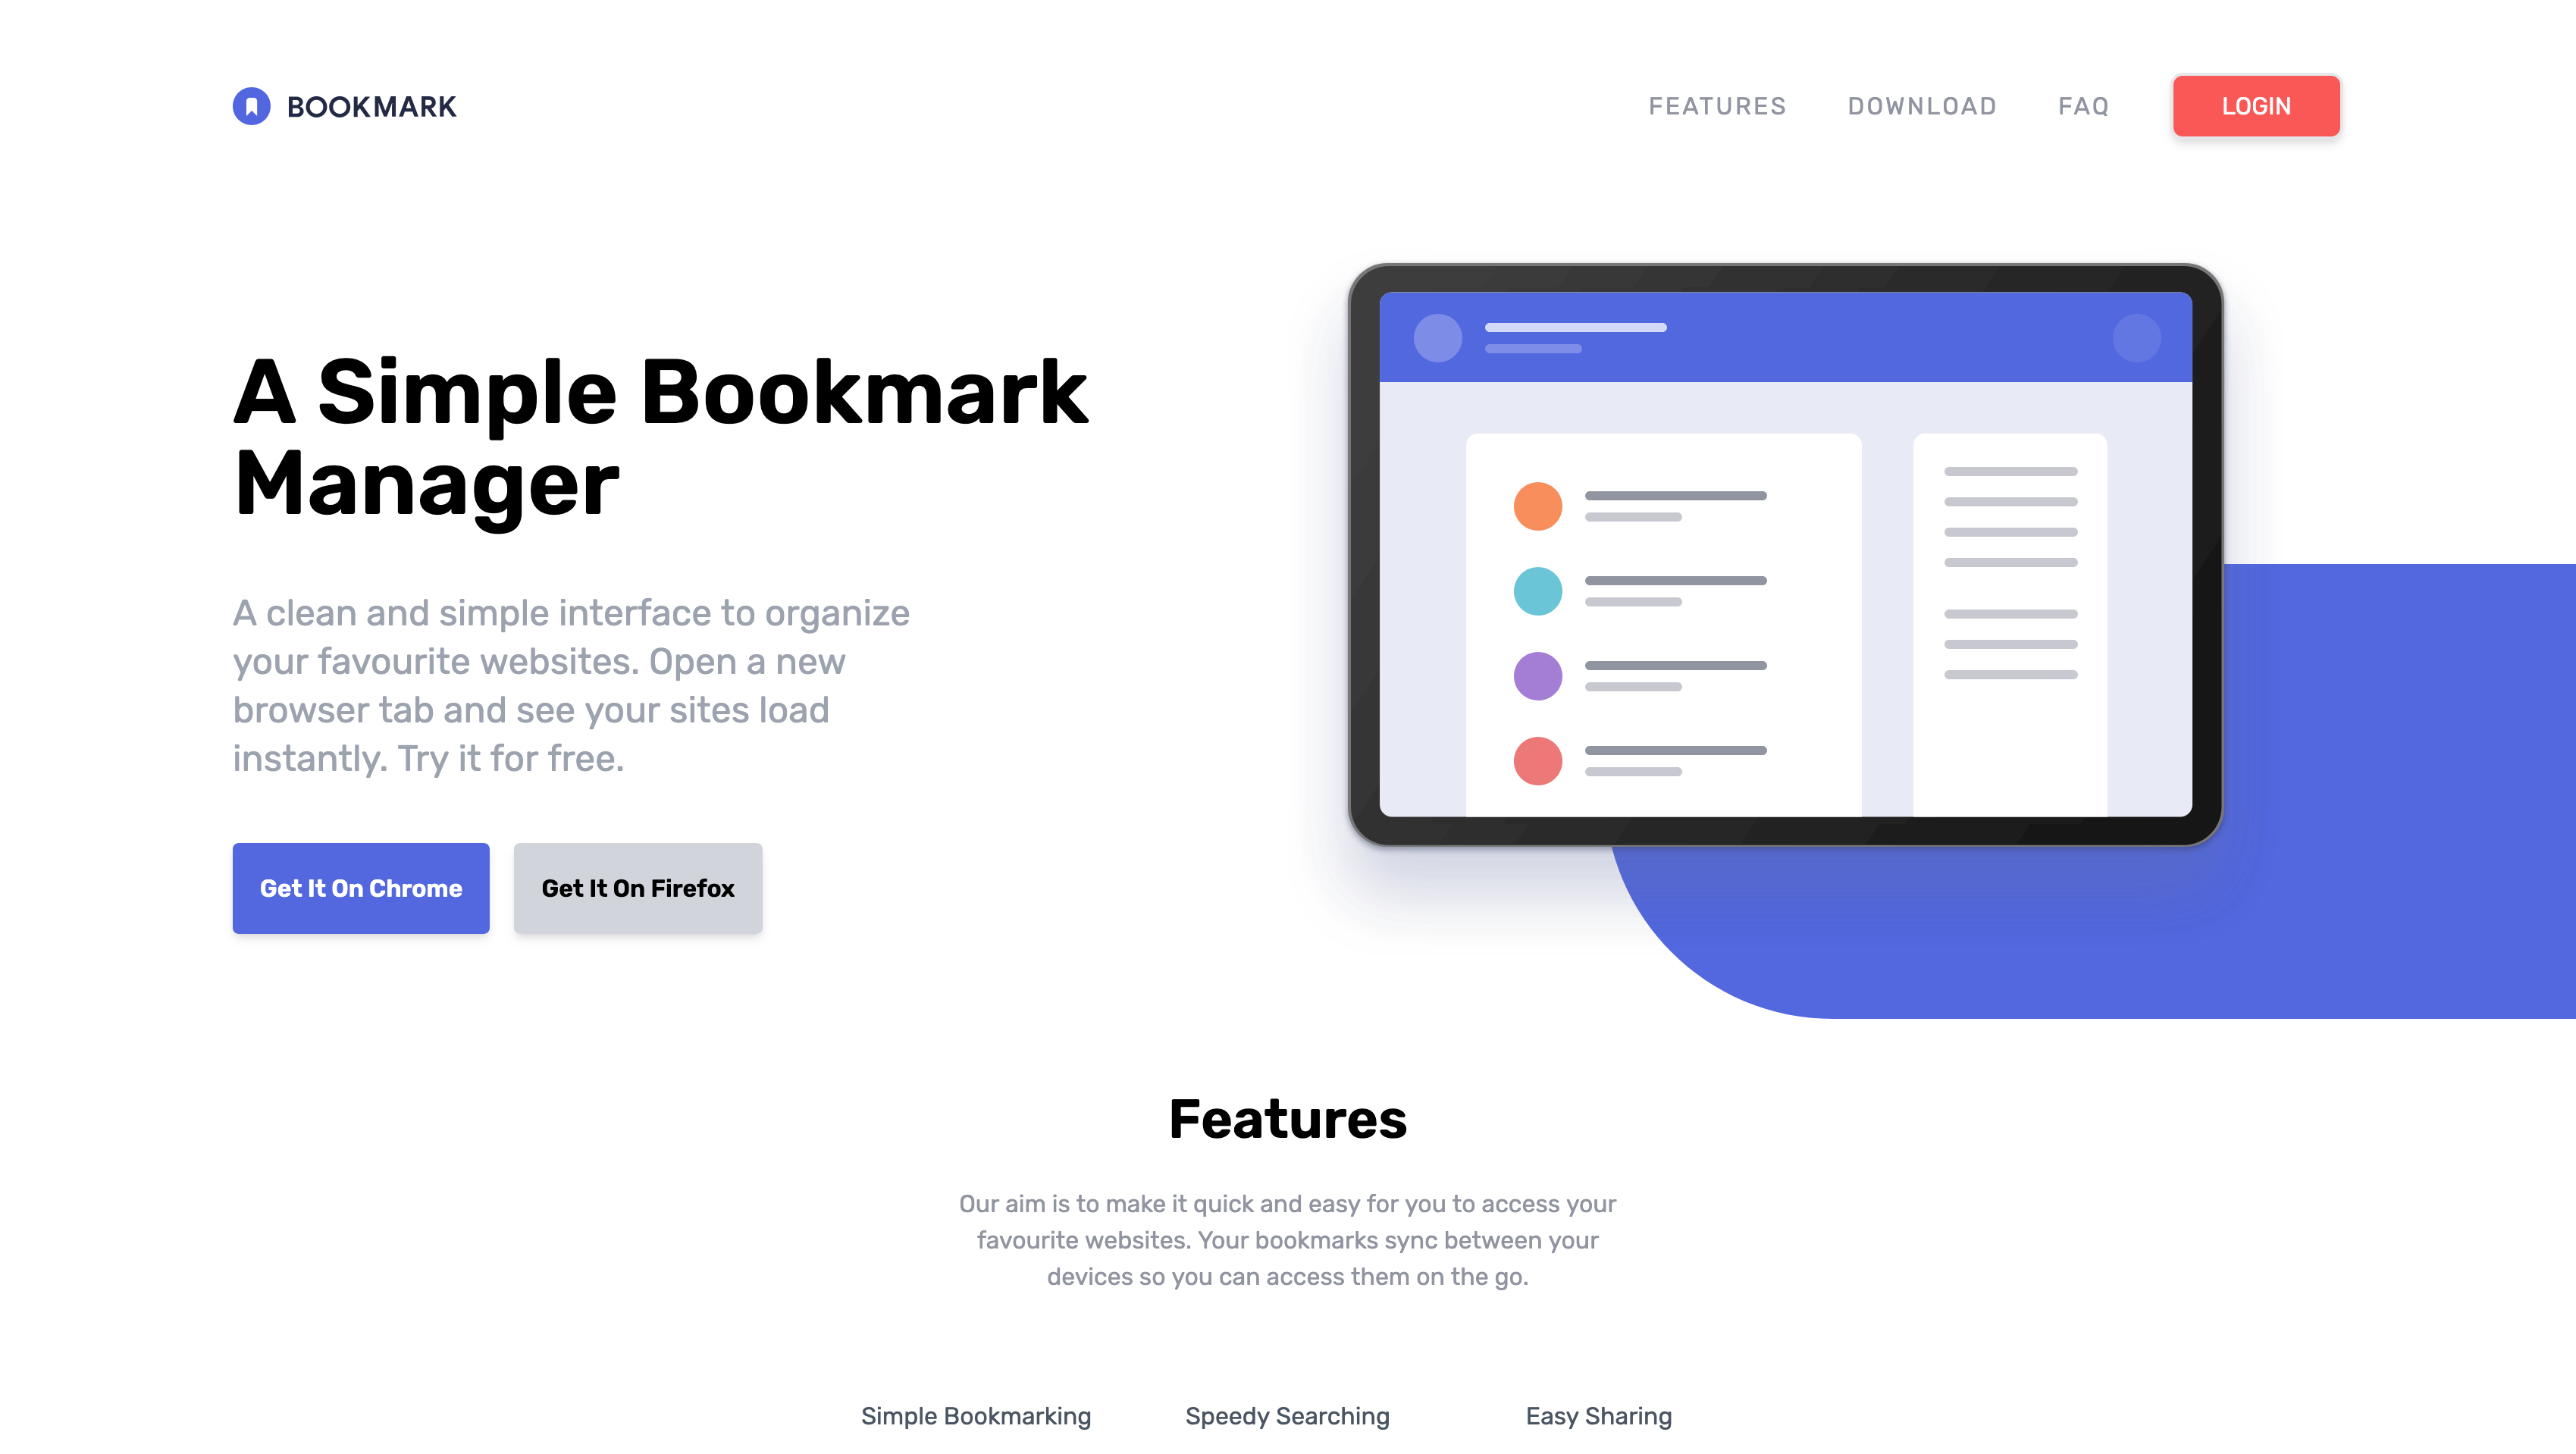 BOOKMARK
FEATURES DOWNLOAD FAQ LOGIN
A Simple Bookmark
Manager
A clean and simple interface to organize
your favourite websites. Open a new
browser tab and see your sites load
instantly. Try it for free.
Get It On Chrome Get It On Firefox
Features
Our aim is to make it quick and easy for you to access your
favourite websites. Your bookmarks sync between your
devices so you can access them on the go.
Simple Bookmarking Speedy Searching Easy Sharing